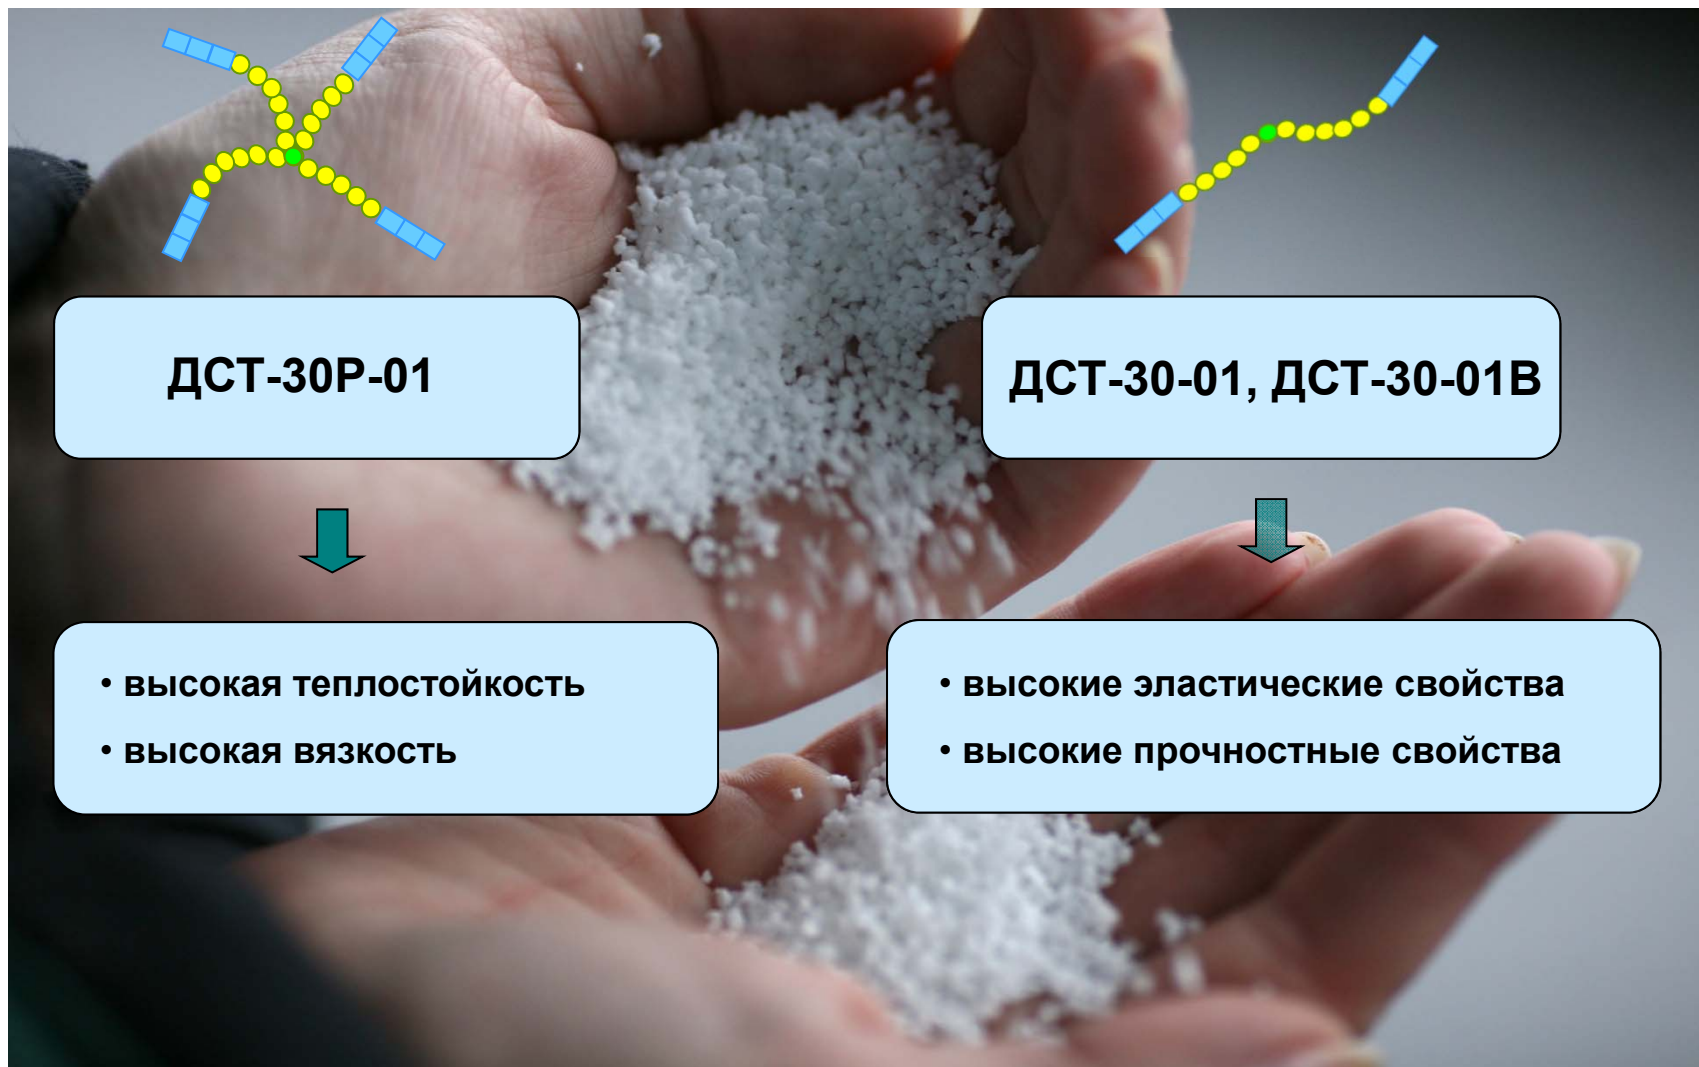 ДСТ-30Р-01
ДСТ-30-01, ДСТ-30-01В
• высокая теплостойкость
• высокая вязкость
• высокие эластические свойства
• высокие прочностные свойства